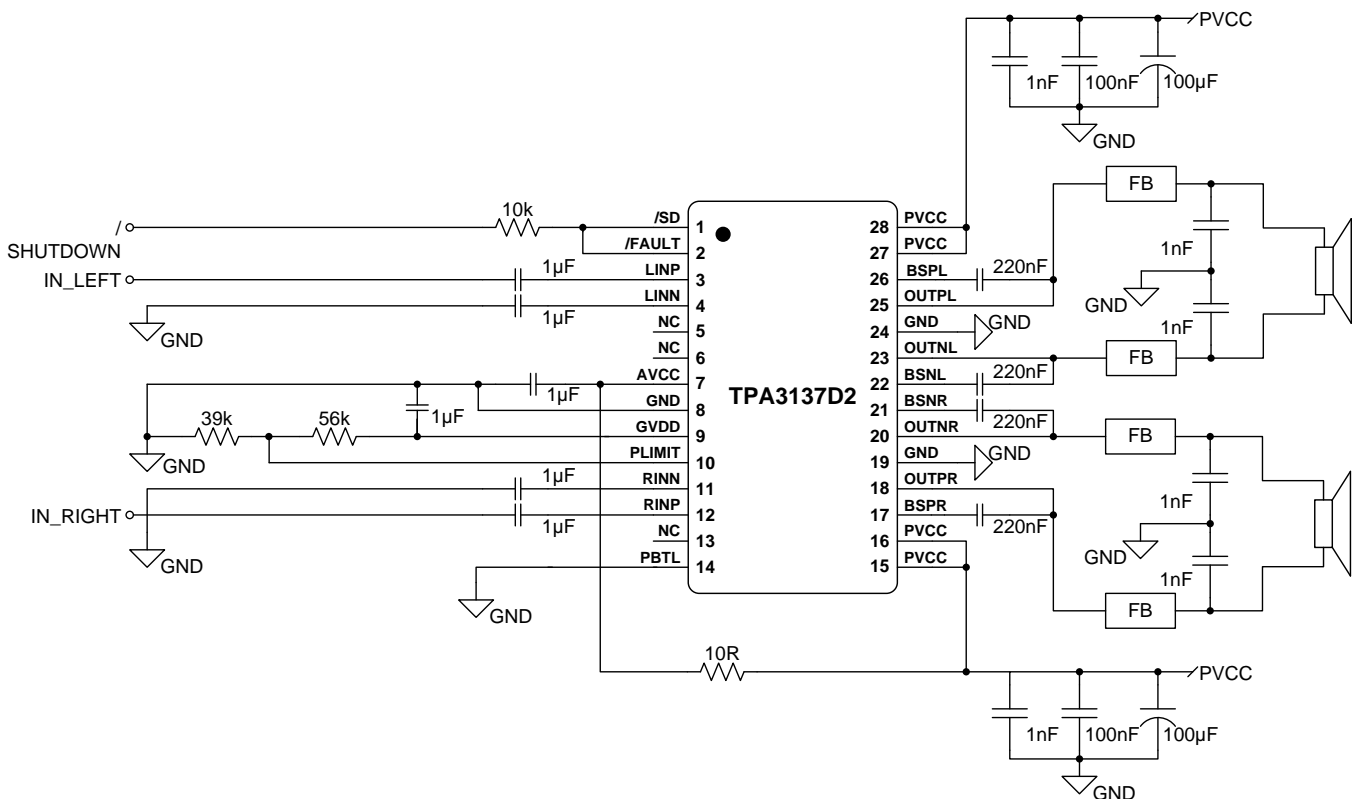 PVCC
1nF
100nF
100µF
GND
/
SHUTDOWN
10k
/SD
1
/FAULT
2
IN_LEFT
1µF
LINP
3
LINN
4
1µF
GND
NC
5
NC
6
AVCC
7
1µF
GND
8
1µF
39k
56k
GVDD
9
GND
PLIMIT
10
1µF
RINN
11
IN_RIGHT
RINP
12
1µF
NC
13
GND
PBTL
14
GND
TPA3137D2
28
PVCC
27
PVCC
26
BSPL
220nF
25
OUTPL
24
GND
GND
23
OUTNL
22
BSNL
220nF
21
BSNR
220nF
20
OUTNR
19
GND
GND
18
OUTPR
17
BSPR
220nF
16
PVCC
15
PVCC
FB
1nF
GND
1nF
FB
FB
1nF
GND
1nF
FB
10R
PVCC
1nF
100nF
100µF
GND